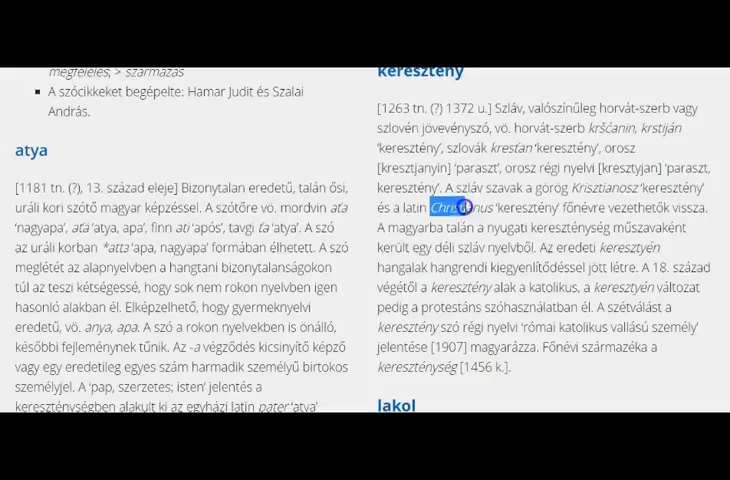 megfelelés; > származás
A szócikkeket begépelte: Hamar Judit és Szalai
András.
atya
[1181 tn. (?), 13. század eleje] Bizonytalan eredetű, talán ősi,
uráli kori szótő magyar képzéssel. A szótőre vö. mordvin aťa
'nagyapa', aťä 'atya, apa', finn ati 'após', tavgi ťa 'atya'. A szó
az uráli korban *atta 'apa, nagyapa' formában élhetett. A szó
meglétét az alapnyelvben a hangtani bizonytalanságokon
túl az teszi kétségessé, hogy sok nem rokon nyelvben igen
hasonló alakban él. Elképzelhető, hogy gyermeknyelvi
eredetű, vö. anya, apa. A szó a rokon nyelvekben is önálló,
későbbi fejleménynek tűnik. Az -a végződés kicsinyítő képző
vagy egy eredetileg egyes szám harmadik személyű birtokos
személyjel. A 'pap, szerzetes; isten' jelentés a
kereszténységben alakult ki az egyházi latin pater 'atya'
keresztény
[1263 tn. (?) 1372 u.] Szláv, valószínűleg horvát-szerb vagy
szlovén jövevényszó, vö. horvát-szerb kršćanin, krstiján
'keresztény', szlovák kresťan 'keresztény', orosz
[kresztjanyin] 'paraszt', orosz régi nyelvi [kresztyjan] 'paraszt,
keresztény'. A szláv szavak a görög Krisztianosz 'keresztény'
és a latin Christianus 'keresztény' főnévre vezethetők vissza.
A magyarba talán a nyugati kereszténység műszavaként
került egy déli szláv nyelvből. Az eredeti keresztyén
hangalak hangrendi kiegyenlítődéssel jött létre. A 18. század
végétől a keresztény alak a katolikus, a keresztyén változat
pedig a protestáns szóhasználatban él. A szétválást a
keresztény szó régi nyelvi 'római katolikus vallású személy'
jelentése [1907] magyarázza. Főnévi származéka a
kereszténység [1456 k.].
lakol